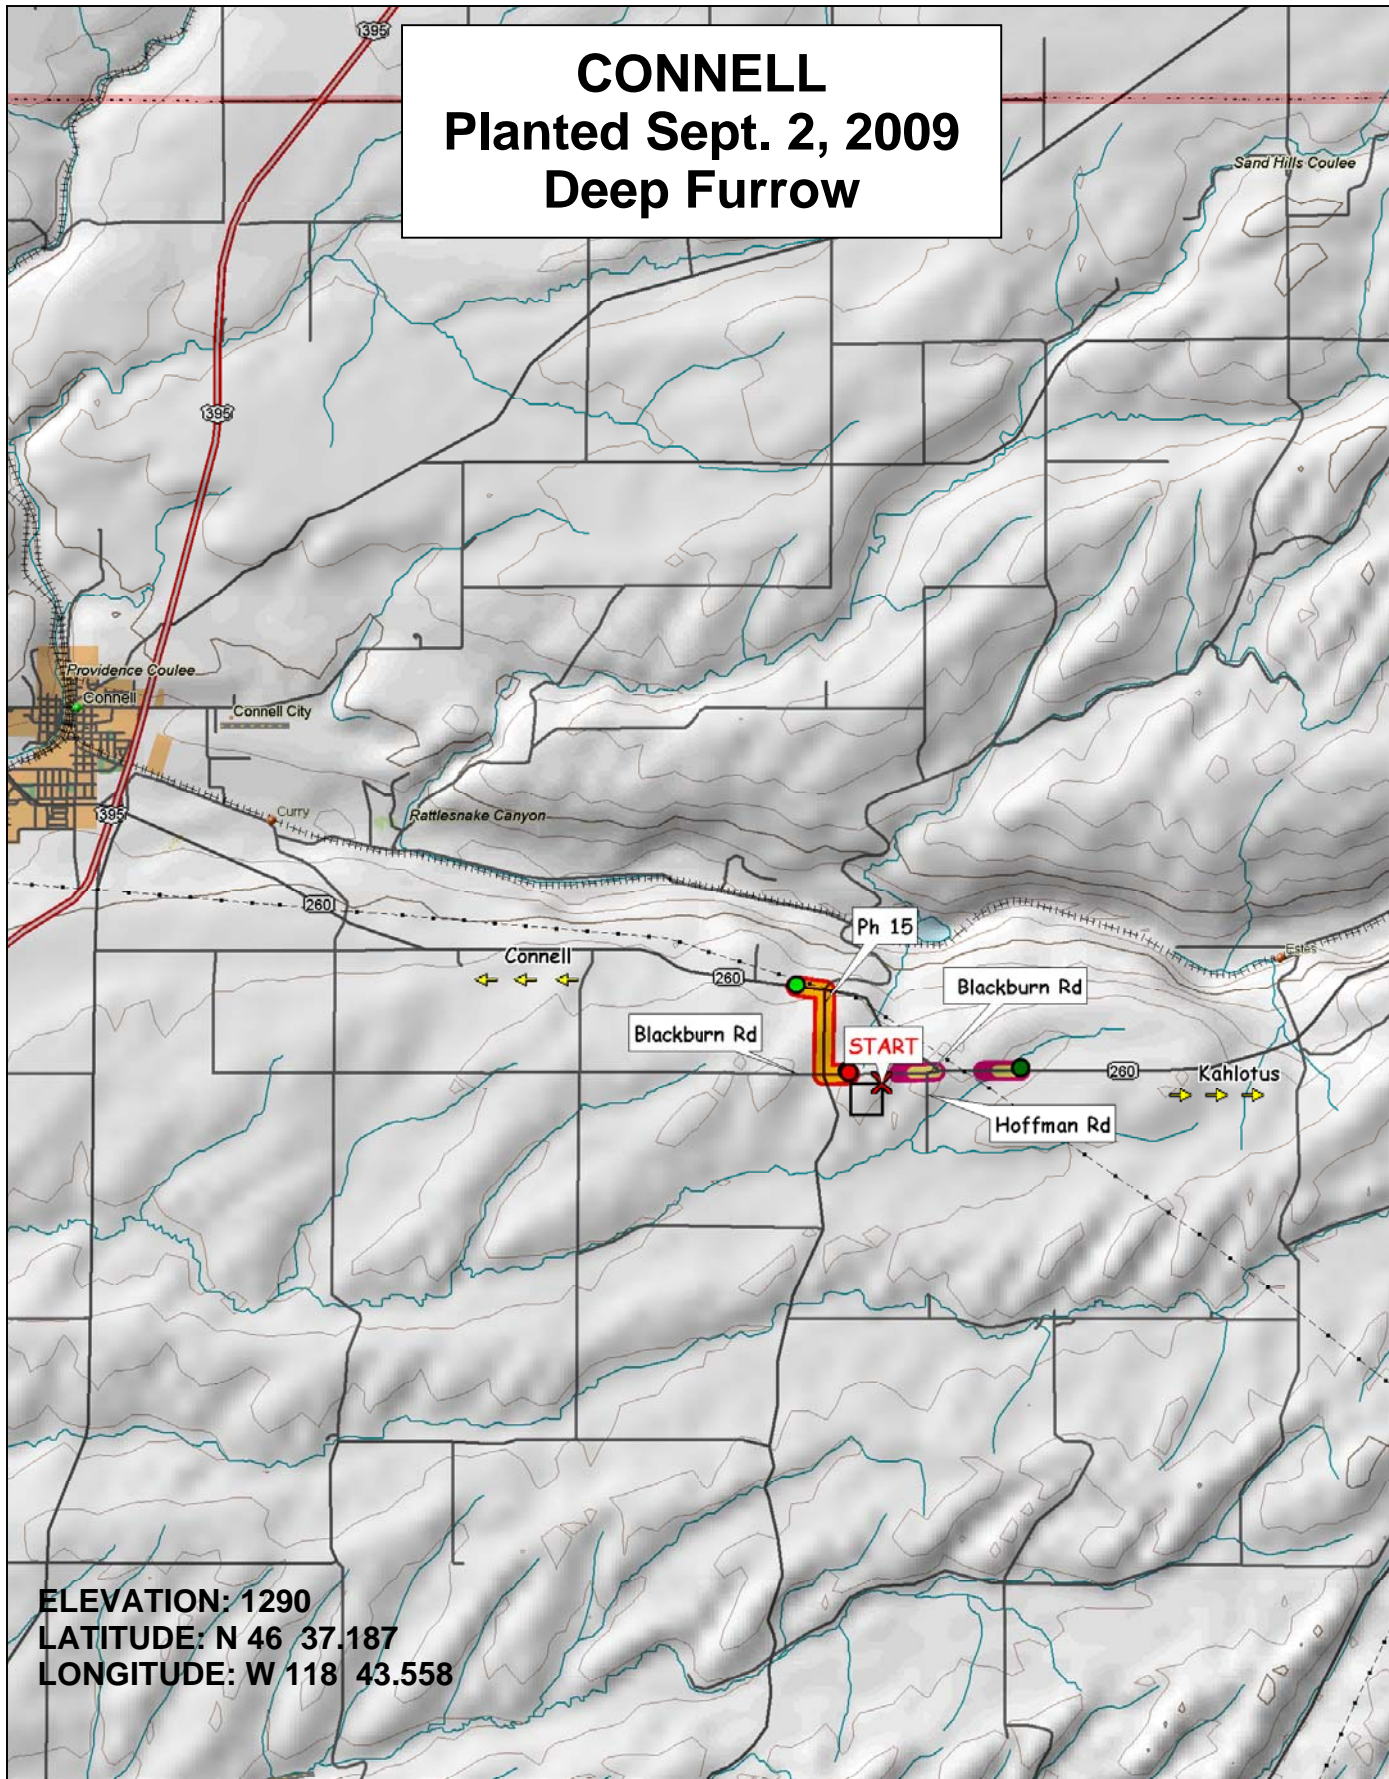 395
CONNELL
Planted Sept. 2, 2009
Deep Furrow
Sand Hills Coulee
395
Providence Coulee
Connell
Connell City
395
Curry
Rattlesnake Canyon
260
Ph 15
Connell
Estes
260
Blackburn Rd
Blackburn Rd
START
260
Kahlotus
Hoffman Rd
ELEVATION: 1290
LATITUDE: N 46 37.187
LONGITUDE: W 118 43.558